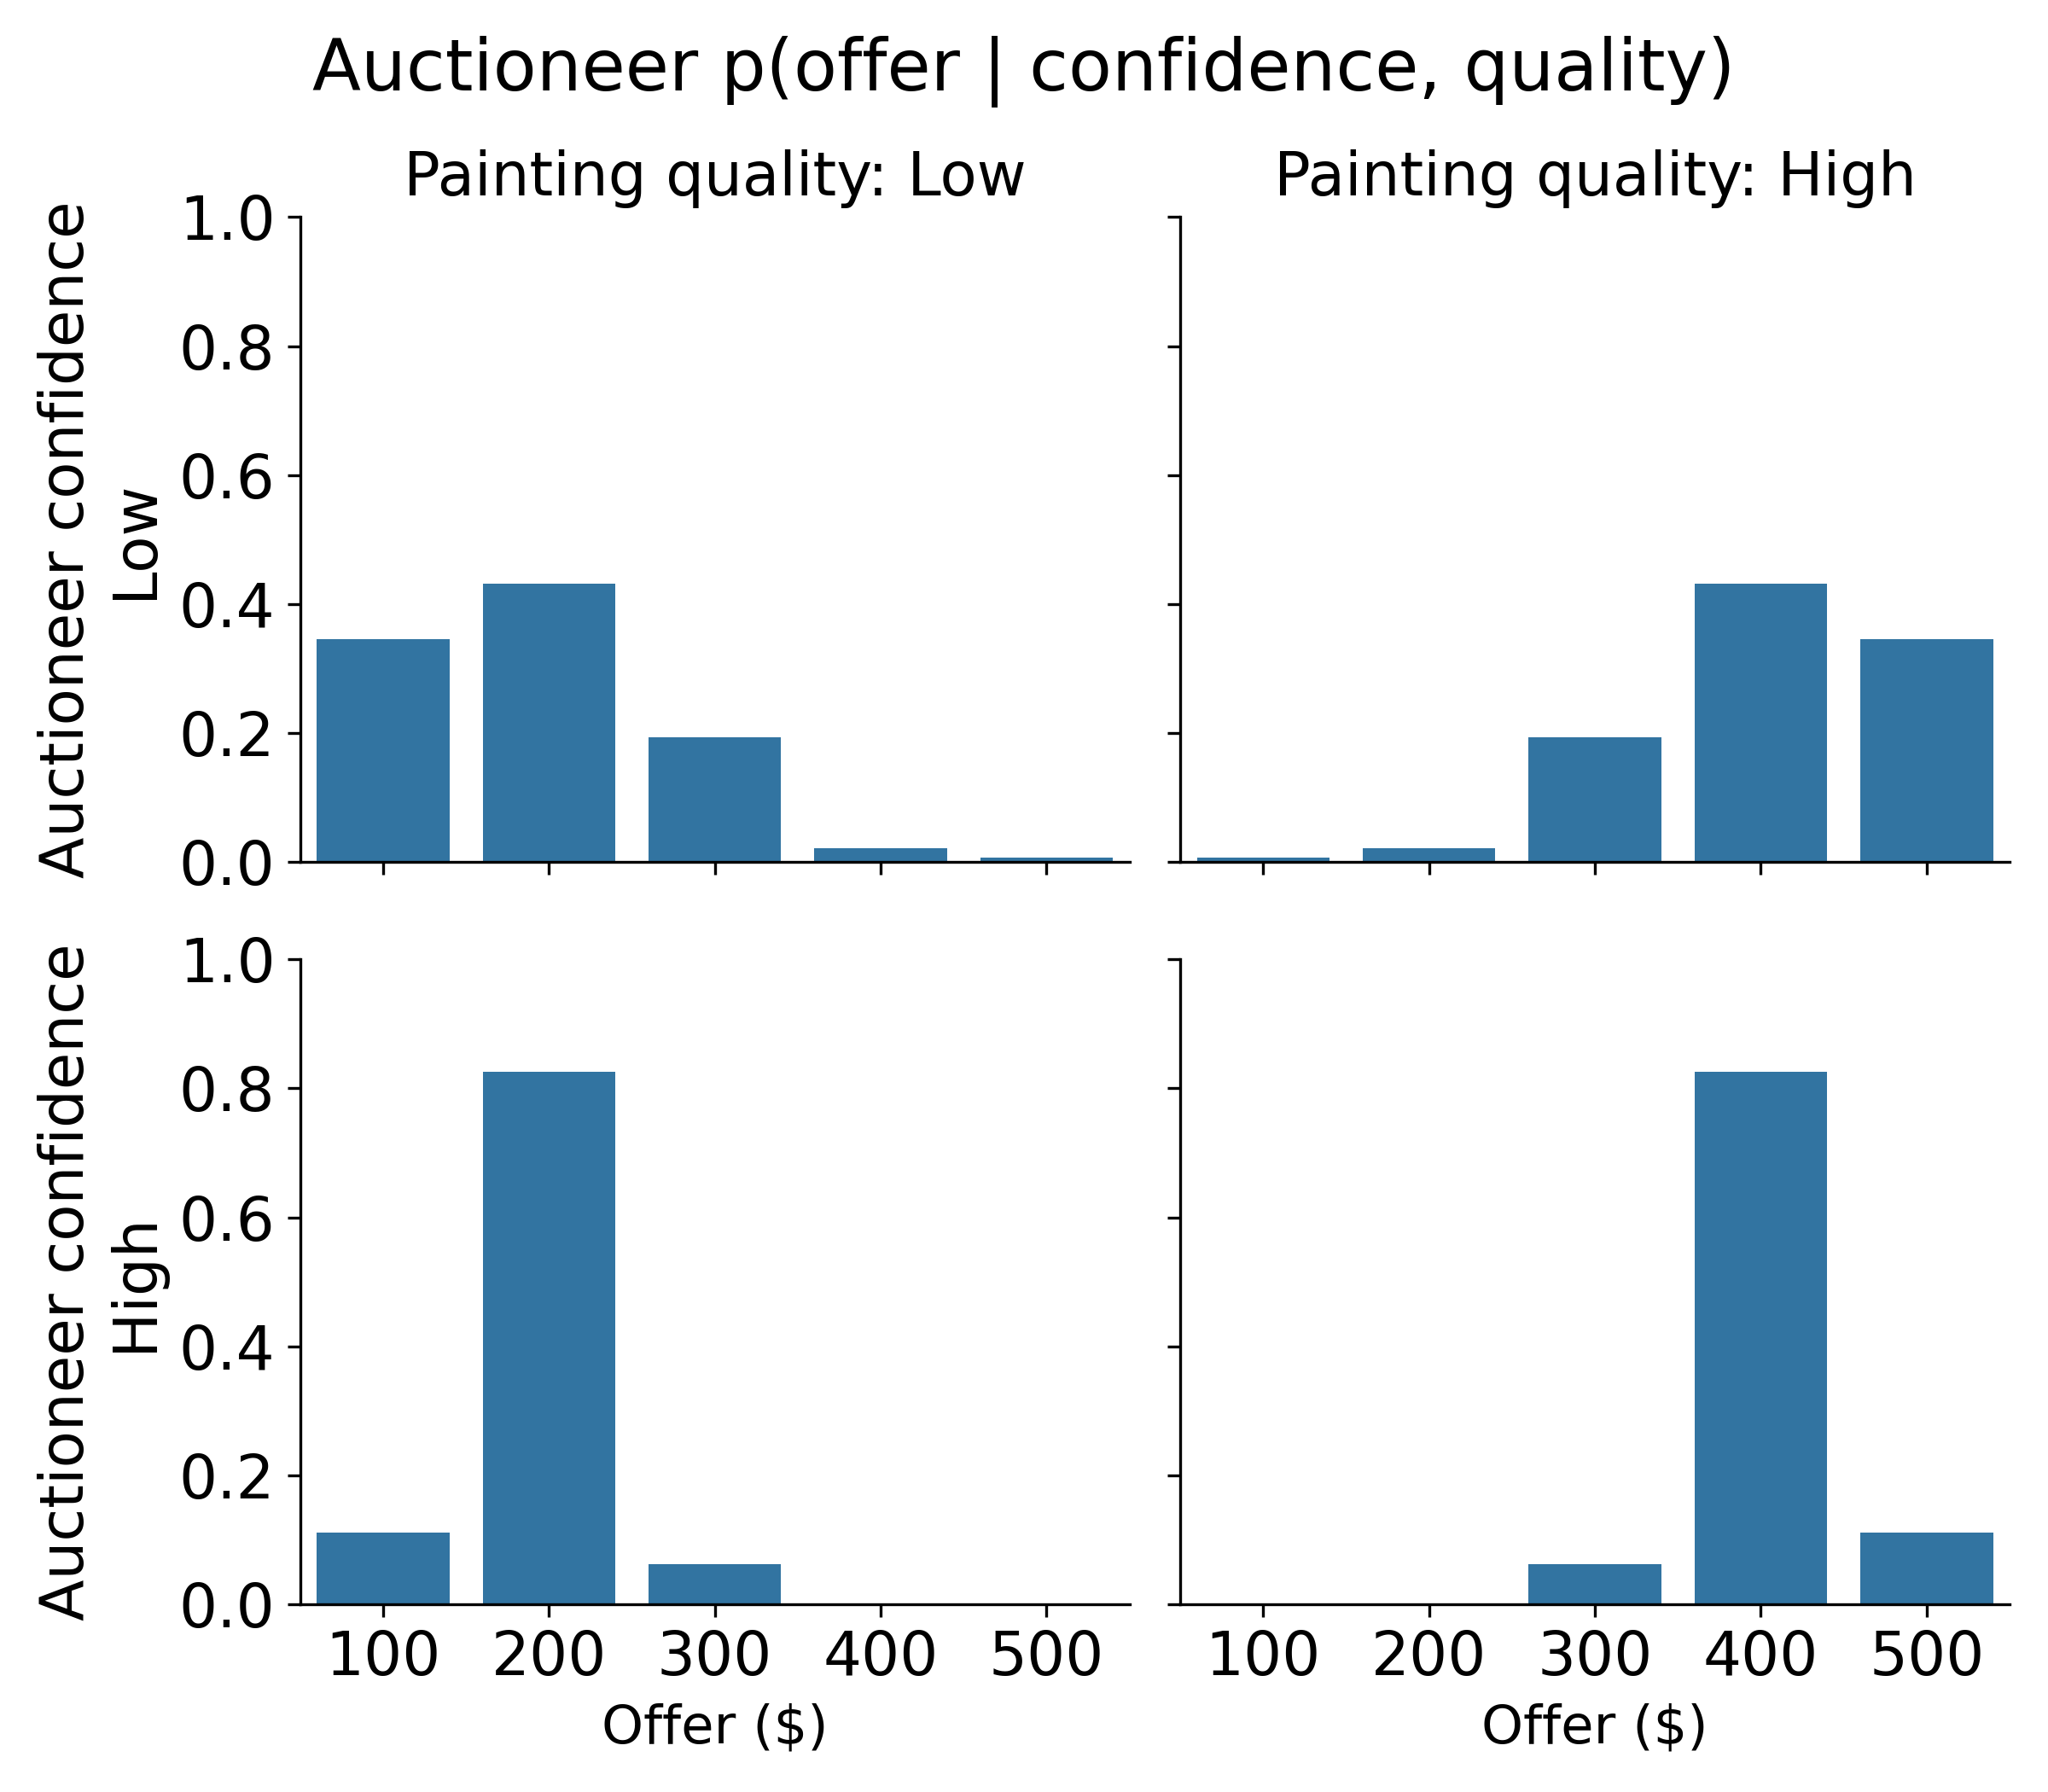 Auctioneer p(offer | confidence, quality)
Painting quality: Low
Painting quality: High
Auctioneer confidence
Low
1.0
0.8
0.6
0.4
0.2
0.0
Auctioneer confidence
High
1.0
0.8
0.6
0.4
0.2
0.0
100 200 300 400 500
100 200 300 400 500
Offer ($)
Offer ($)